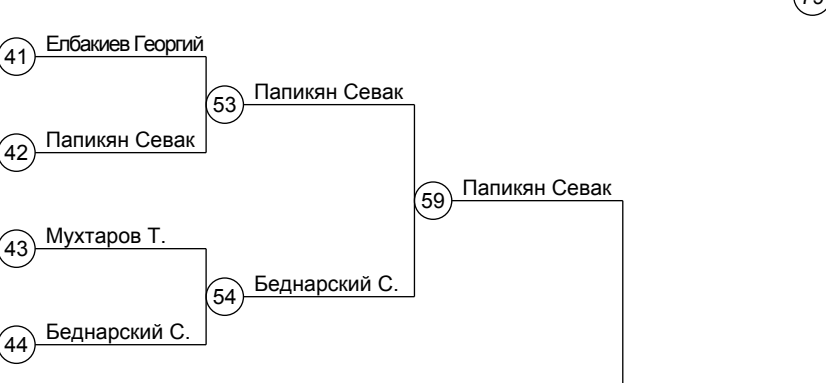 41 Елбакиев Георгий
53 Папикян Севак
42 Папикян Севак
59 Папикян Севак
43 Мухтаров Т.
54 Беднарский С.
44 Беднарский С.